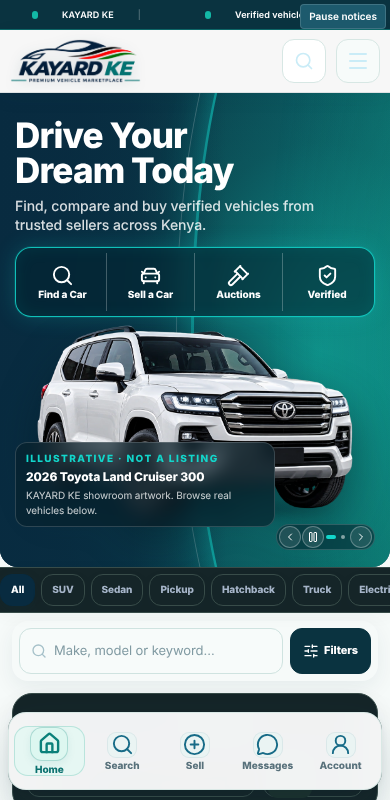 KAYARD KE | Verified vehicle
Pause notices
KAYARD KE
PREMIUM VEHICLE MARKETPLACE
Drive Your
Dream Today
Find, compare and buy verified vehicles from
trusted sellers across Kenya.
Find a Car
Sell a Car
Auctions
Verified
ILLUSTRATIVE · NOT A LISTING
2026 Toyota Land Cruiser 300
KAYARD KE showroom artwork. Browse real
vehicles below.
All
SUV
Sedan
Pickup
Hatchback
Truck
Electri
Make, model or keyword...
Filters
Home
Search
Sell
Messages
Account